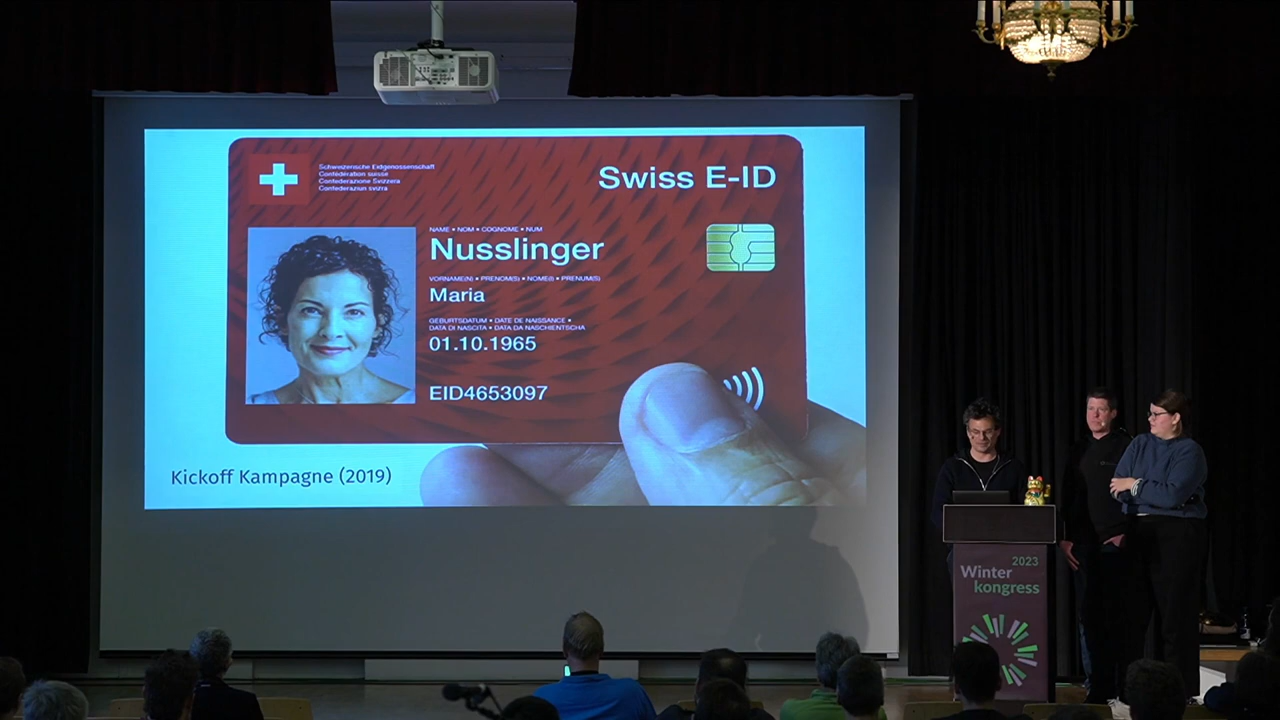 Schweizerische Eidgenossenschaft
Confédération suisse
Confederazione Svizzera
Confederaziun svizra
Swiss E-ID
NAME • NOM • COGNOME • NUM
Nusslinger
VORNAME(N) • PRENOM(S) • NOME(I) • PRENUM(S)
Maria
GEBURTSDATUM • DATE DE NAISSANCE •
DATA DI NASCITA • DATA DA NASCHIENTSCHA
01.10.1965
EID4653097
Kickoff Kampagne (2019)
2023
Winter
kongress